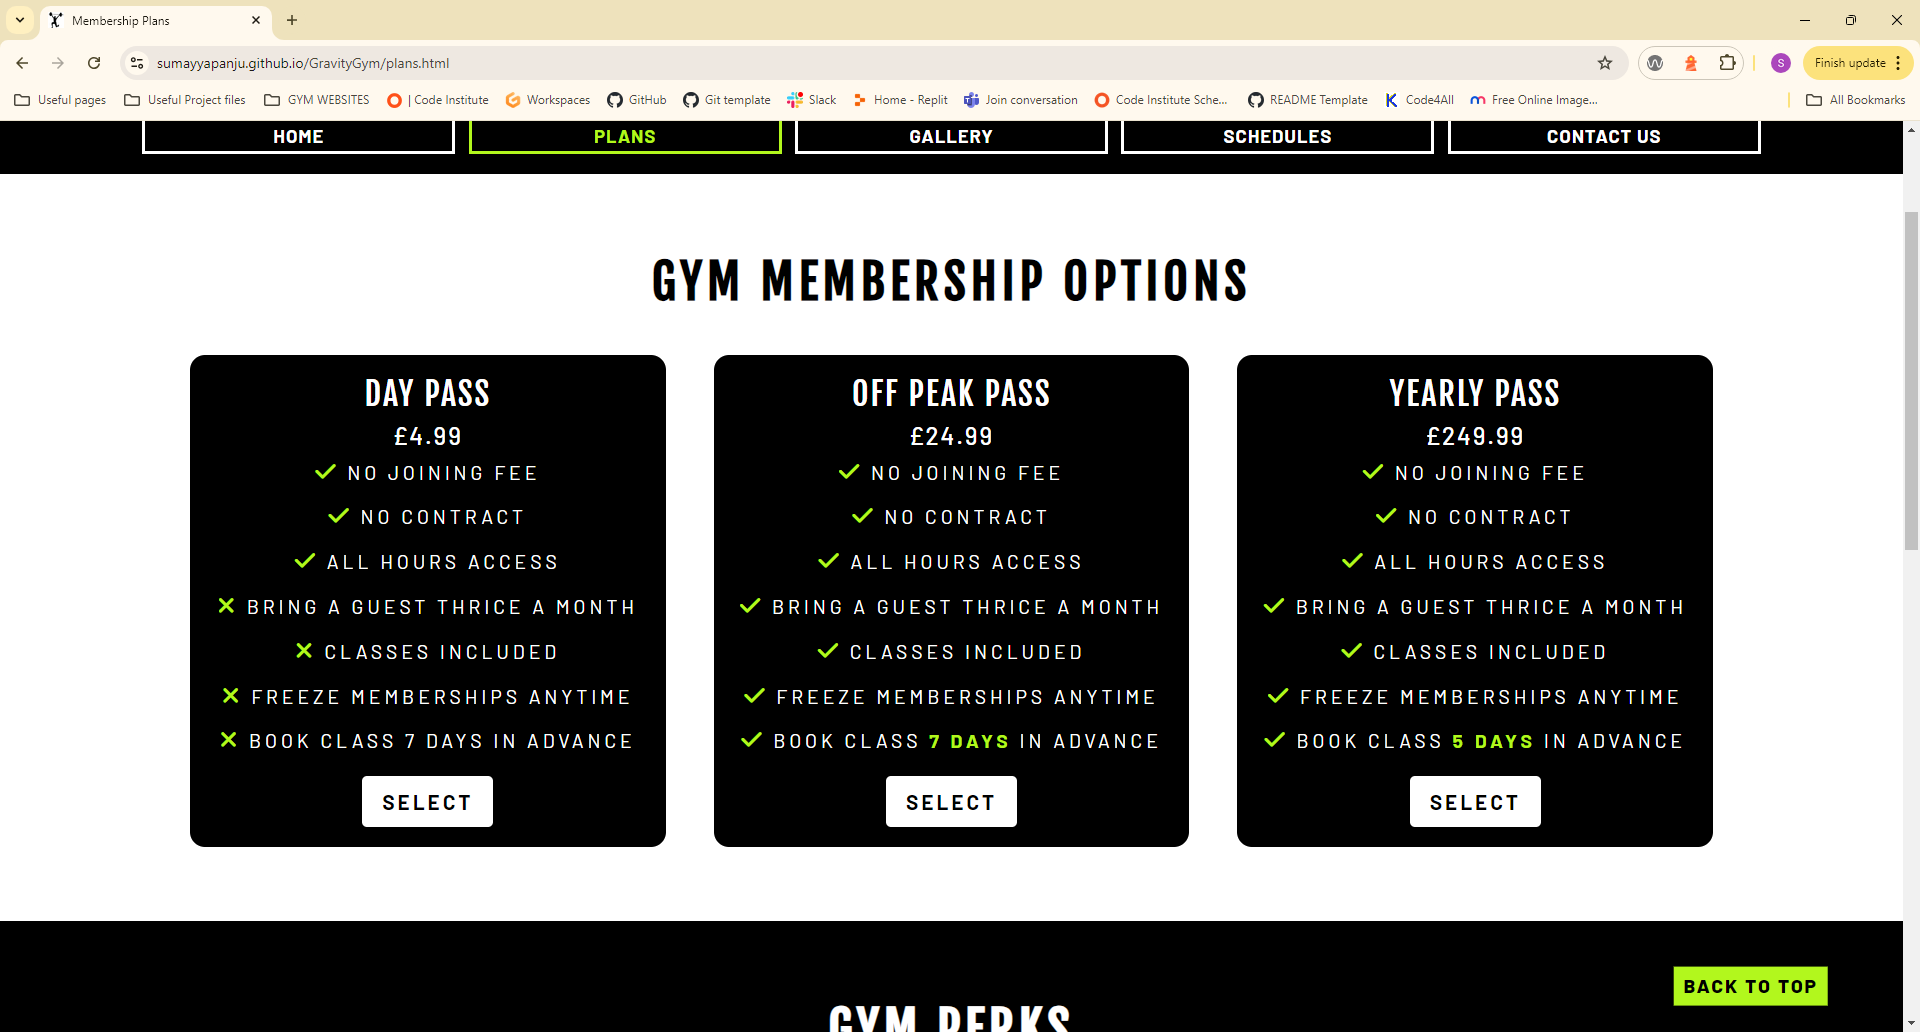 Membership Plans
sumayyapanju.github.io/GravityGym/plans.html
S
Finish update
Useful pages
Useful Project files
GYM WEBSITES
| Code Institute
Workspaces
GitHub
Git template
Slack
Home - Replit
Join conversation
Code Institute Sche...
README Template
Code4All
Free Online Image...
All Bookmarks
HOME
PLANS
GALLERY
SCHEDULES
CONTACT US
GYM MEMBERSHIP OPTIONS
DAY PASS
£4.99
NO JOINING FEE
NO CONTRACT
ALL HOURS ACCESS
BRING A GUEST THRICE A MONTH
CLASSES INCLUDED
FREEZE MEMBERSHIPS ANYTIME
BOOK CLASS 7 DAYS IN ADVANCE
SELECT
OFF PEAK PASS
£24.99
NO JOINING FEE
NO CONTRACT
ALL HOURS ACCESS
BRING A GUEST THRICE A MONTH
CLASSES INCLUDED
FREEZE MEMBERSHIPS ANYTIME
BOOK CLASS 7 DAYS IN ADVANCE
SELECT
YEARLY PASS
£249.99
NO JOINING FEE
NO CONTRACT
ALL HOURS ACCESS
BRING A GUEST THRICE A MONTH
CLASSES INCLUDED
FREEZE MEMBERSHIPS ANYTIME
BOOK CLASS 5 DAYS IN ADVANCE
SELECT
BACK TO TOP
GYM PERKS